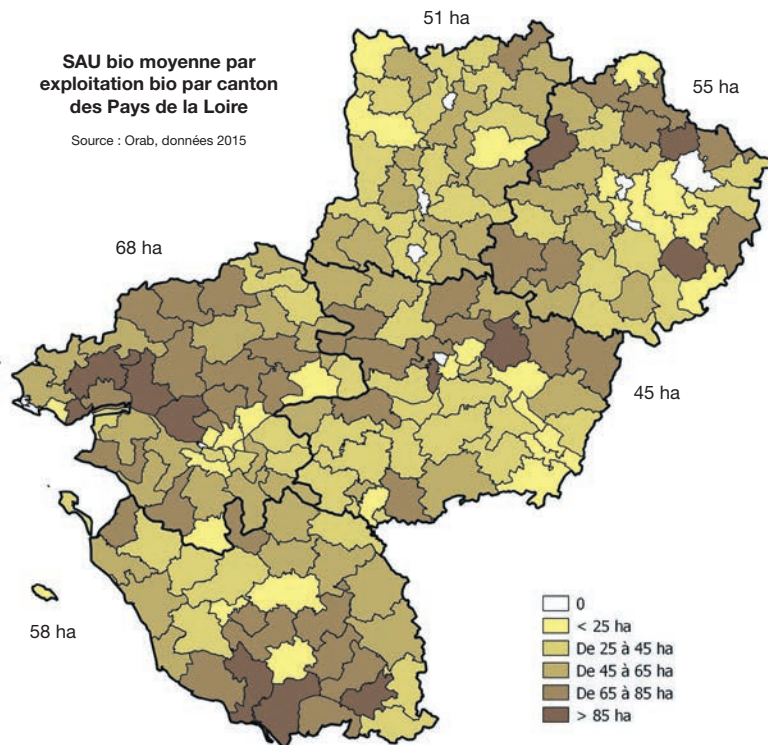 SAU bio moyenne par
exploitation bio par canton
des Pays de la Loire
Source : Orab, données 2015
51 ha
55 ha
68 ha
45 ha
58 ha
0
< 25 ha
De 25 à 45 ha
De 45 à 65 ha
De 65 à 85 ha
> 85 ha